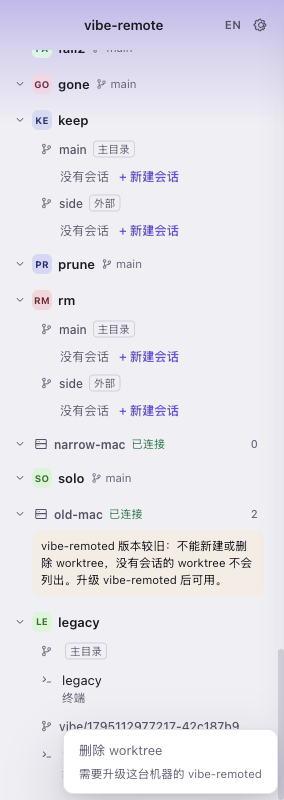 vibe-remote EN
GO gone main
KE keep
main 主目录
没有会话 + 新建会话
side 外部
没有会话 + 新建会话
PR prune main
RM rm
main 主目录
没有会话 + 新建会话
side 外部
没有会话 + 新建会话
narrow-mac 已连接 0
SO solo main
old-mac 已连接 2
vibe-remoted 版本较旧：不能新建或删
除 worktree，没有会话的 worktree 不会
列出。升级 vibe-remoted 后可用。
LE legacy
主目录
legacy
终端
vibe/1795112977217-42c187b9
删除 worktree
需要升级这台机器的 vibe-remoted